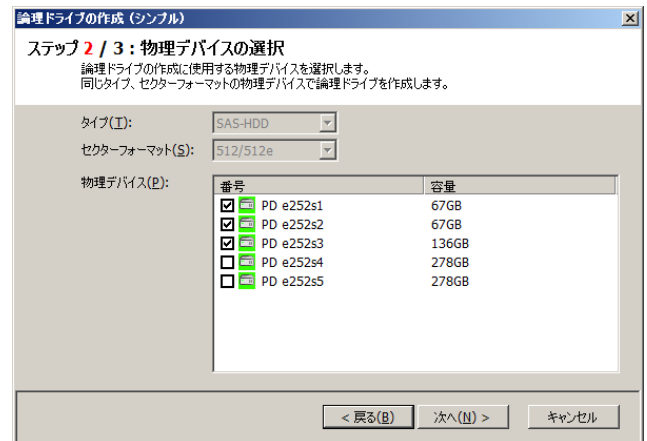 論理ドライブの作成 (シンプル)
ステップ 2 / 3 : 物理デバイスの選択
論理ドライブの作成に使用する物理デバイスを選択します。
同じタイプ、セクターフォーマットの物理デバイスで論理ドライブを作成します。
タイプ(T): SAS-HDD
セクターフォーマット(S): 512/512e
物理デバイス(P): 番号 容量
PD e252s1 67GB
PD e252s2 67GB
PD e252s3 136GB
PD e252s4 278GB
PD e252s5 278GB
< 戻る(B) 次へ(N) > キャンセル